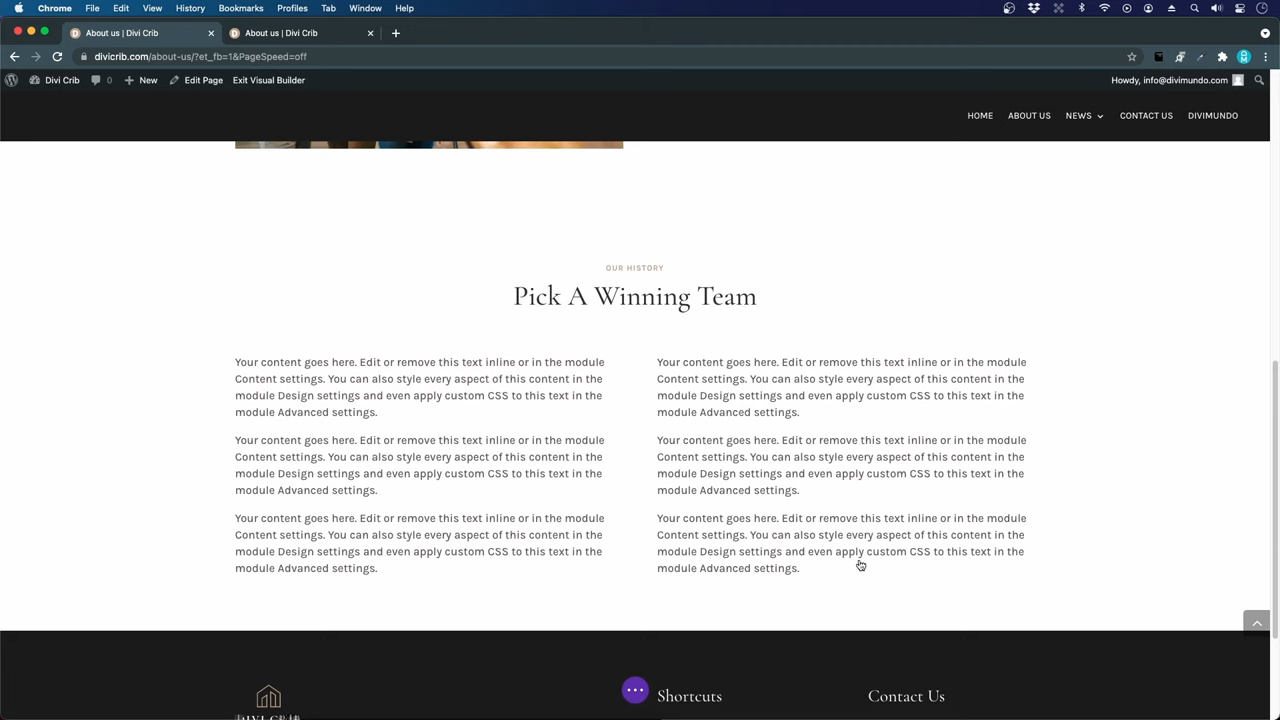 Chrome File Edit View History Bookmarks Profiles Tab Window Help
About us | Divi Crib About us | Divi Crib
divicrib.com/about-us/?et_fb=1&PageSpeed=off
Divi Crib 0 New Edit Page Exit Visual Builder Howdy, info@divimundo.com
HOME ABOUT US NEWS CONTACT US DIVIMUNDO
OUR HISTORY
Pick A Winning Team
Your content goes here. Edit or remove this text inline or in the module
Content settings. You can also style every aspect of this content in the
module Design settings and even apply custom CSS to this text in the
module Advanced settings.
Your content goes here. Edit or remove this text inline or in the module
Content settings. You can also style every aspect of this content in the
module Design settings and even apply custom CSS to this text in the
module Advanced settings.
Your content goes here. Edit or remove this text inline or in the module
Content settings. You can also style every aspect of this content in the
module Design settings and even apply custom CSS to this text in the
module Advanced settings.
Your content goes here. Edit or remove this text inline or in the module
Content settings. You can also style every aspect of this content in the
module Design settings and even apply custom CSS to this text in the
module Advanced settings.
Your content goes here. Edit or remove this text inline or in the module
Content settings. You can also style every aspect of this content in the
module Design settings and even apply custom CSS to this text in the
module Advanced settings.
Your content goes here. Edit or remove this text inline or in the module
Content settings. You can also style every aspect of this content in the
module Design settings and even apply custom CSS to this text in the
module Advanced settings.
Shortcuts
Contact Us